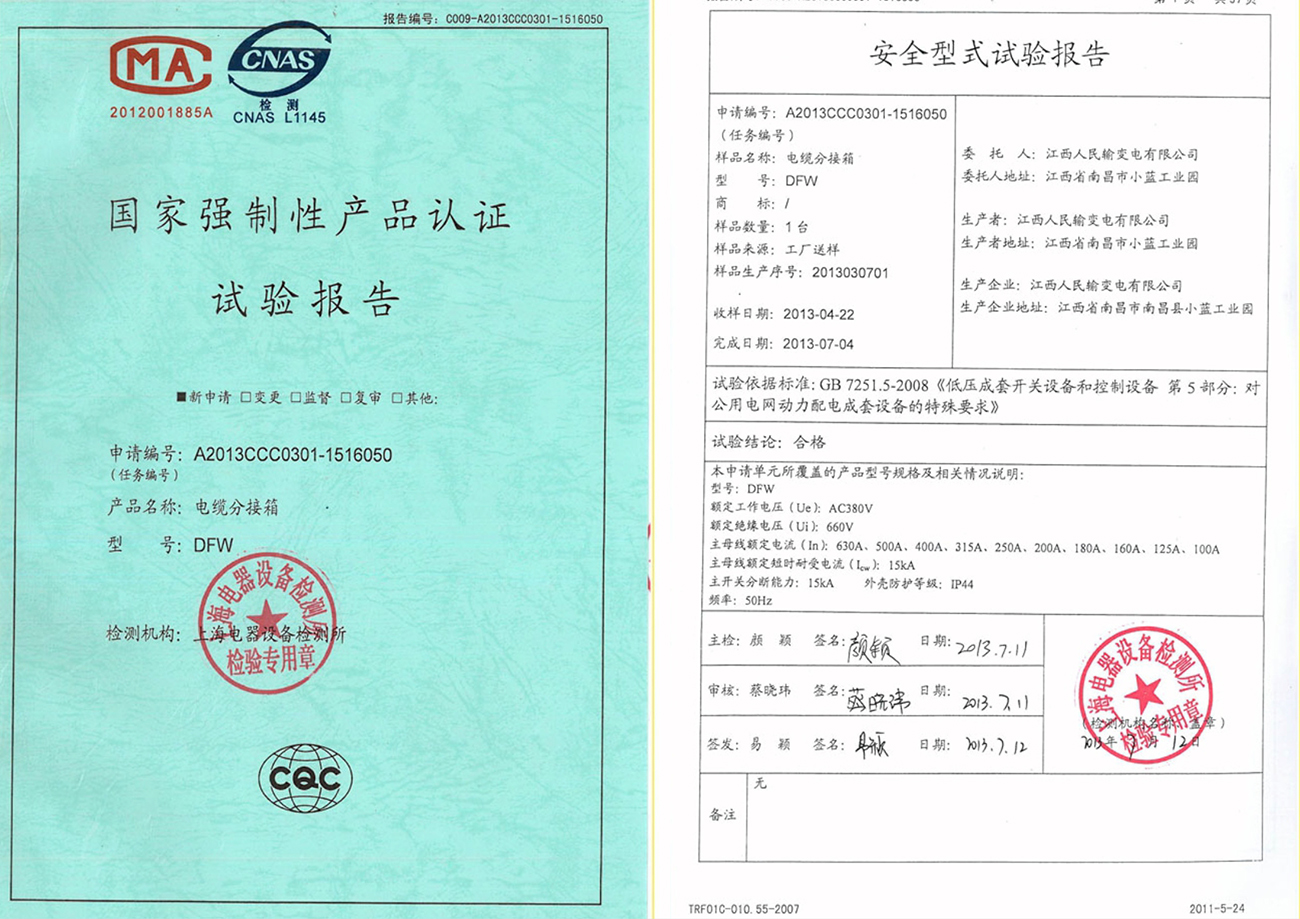 报告编号: C009-A2013CCC0301-1516050
MA
2012001885A
CNAS
检 测
CNAS L1145
国家强制性产品认证
试验报告
■新申请 □变更 □监督 □复审 □其他:
申请编号: A2013CCC0301-1516050
(任务编号)
产品名称: 电缆分接箱
型 号: DFW
检测机构: 上海电器设备检测所
上海电器设备检测所
检验专用章
CQC
安全型式试验报告
申请编号: A2013CCC0301-1516050
(任务编号)
样品名称: 电缆分接箱
型 号: DFW
商 标: /
样品数量: 1 台
样品来源: 工厂送样
样品生产序号: 2013030701
收样日期: 2013-04-22
完成日期: 2013-07-04
委 托 人: 江西人民输变电有限公司
委托人地址: 江西省南昌市小蓝工业园
生产者: 江西人民输变电有限公司
生产者地址: 江西省南昌市小蓝工业园
生产企业: 江西人民输变电有限公司
生产企业地址: 江西省南昌市南昌县小蓝工业园
试验依据标准: GB 7251.5-2008《低压成套开关设备和控制设备 第 5 部分: 对
公用电网动力配电成套设备的特殊要求》
试验结论: 合格
本申请单元所覆盖的产品型号规格及相关情况说明:
型号: DFW
额定工作电压(Ue): AC380V
额定绝缘电压(Ui): 660V
主母线额定电流(In): 630A、500A、400A、315A、250A、200A、180A、160A、125A、100A
主母线额定短时耐受电流(Icw): 15kA
主开关分断能力: 15kA 外壳防护等级: IP44
频率: 50Hz
主检: 颜 颖 签名: 颜颖 日期: 2013.7.11
审核: 蔡晓玮 签名: 蔡晓玮 日期: 2013.7.11
签发: 易 颖 签名: 易颖 日期: 2013.7.12
上海电器设备检测所
检验专用章
(检测机构名称 盖章)
2013年7月12日
备注
无
TRF01C-010.55-2007
2011-5-24